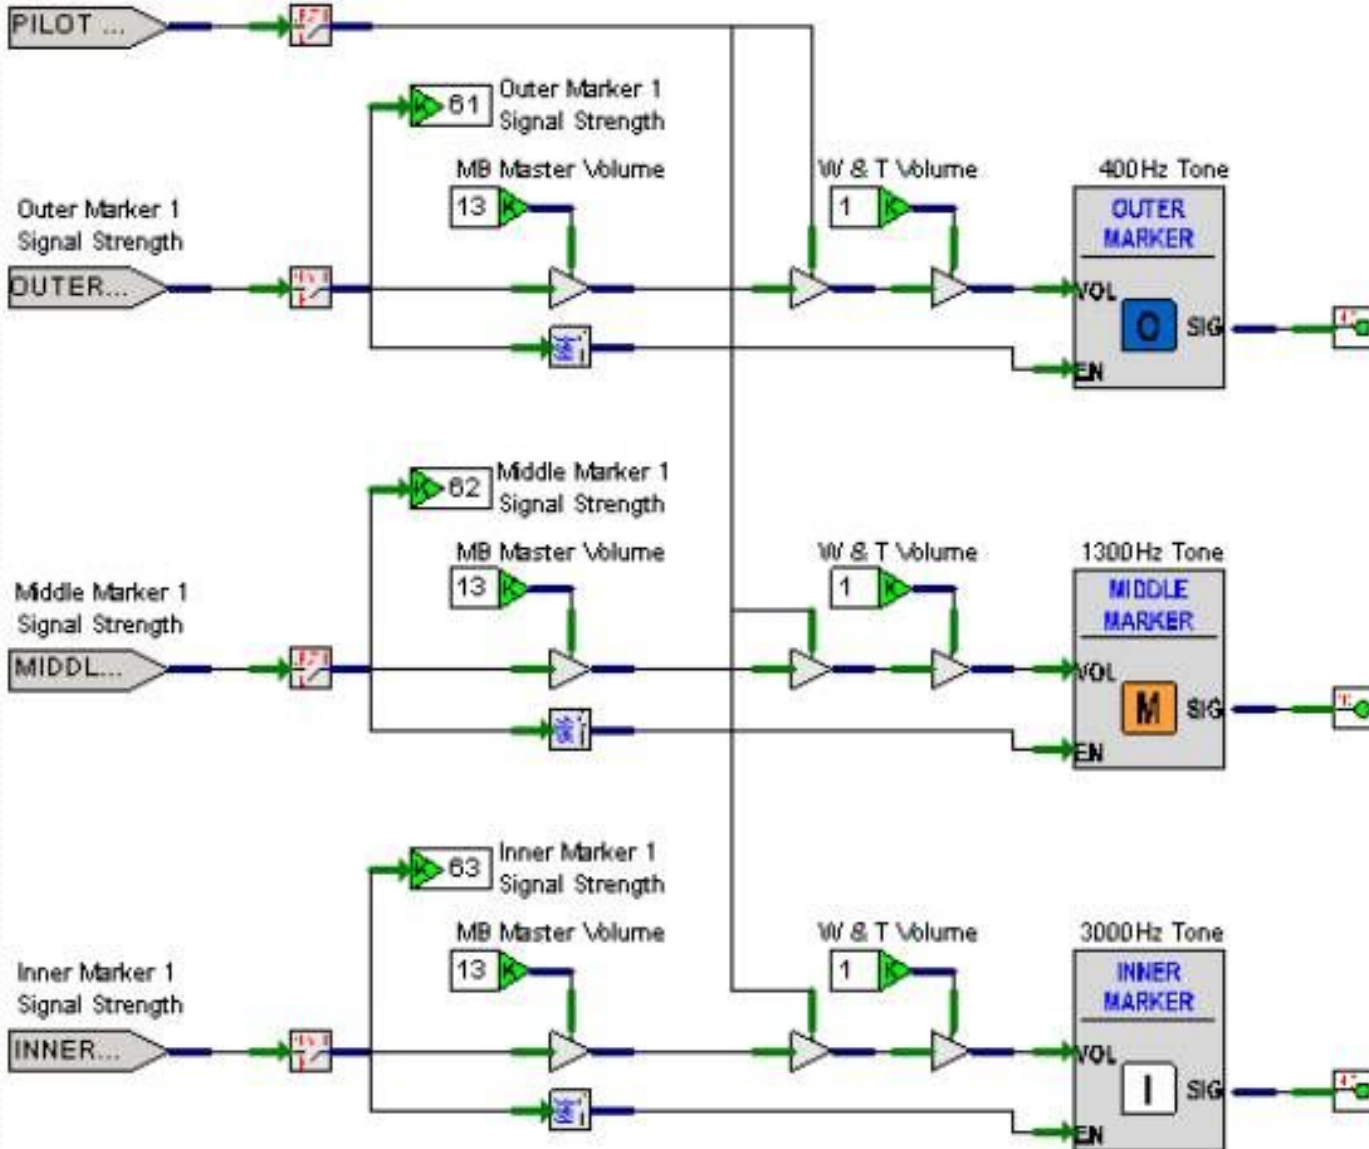 PILOT ...
Outer Marker 1
Signal Strength
K 61
MB Master Volume
13 K
W & T Volume
1 K
400Hz Tone
Outer Marker 1
Signal Strength
OUTER...
OUTER
MARKER
VOL
O
SIG
EN
Middle Marker 1
Signal Strength
K 62
MB Master Volume
13 K
W & T Volume
1 K
1300Hz Tone
Middle Marker 1
Signal Strength
MIDDL...
MIDDLE
MARKER
VOL
M
SIG
EN
Inner Marker 1
Signal Strength
K 63
MB Master Volume
13 K
W & T Volume
1 K
3000Hz Tone
Inner Marker 1
Signal Strength
INNER...
INNER
MARKER
VOL
I
SIG
EN